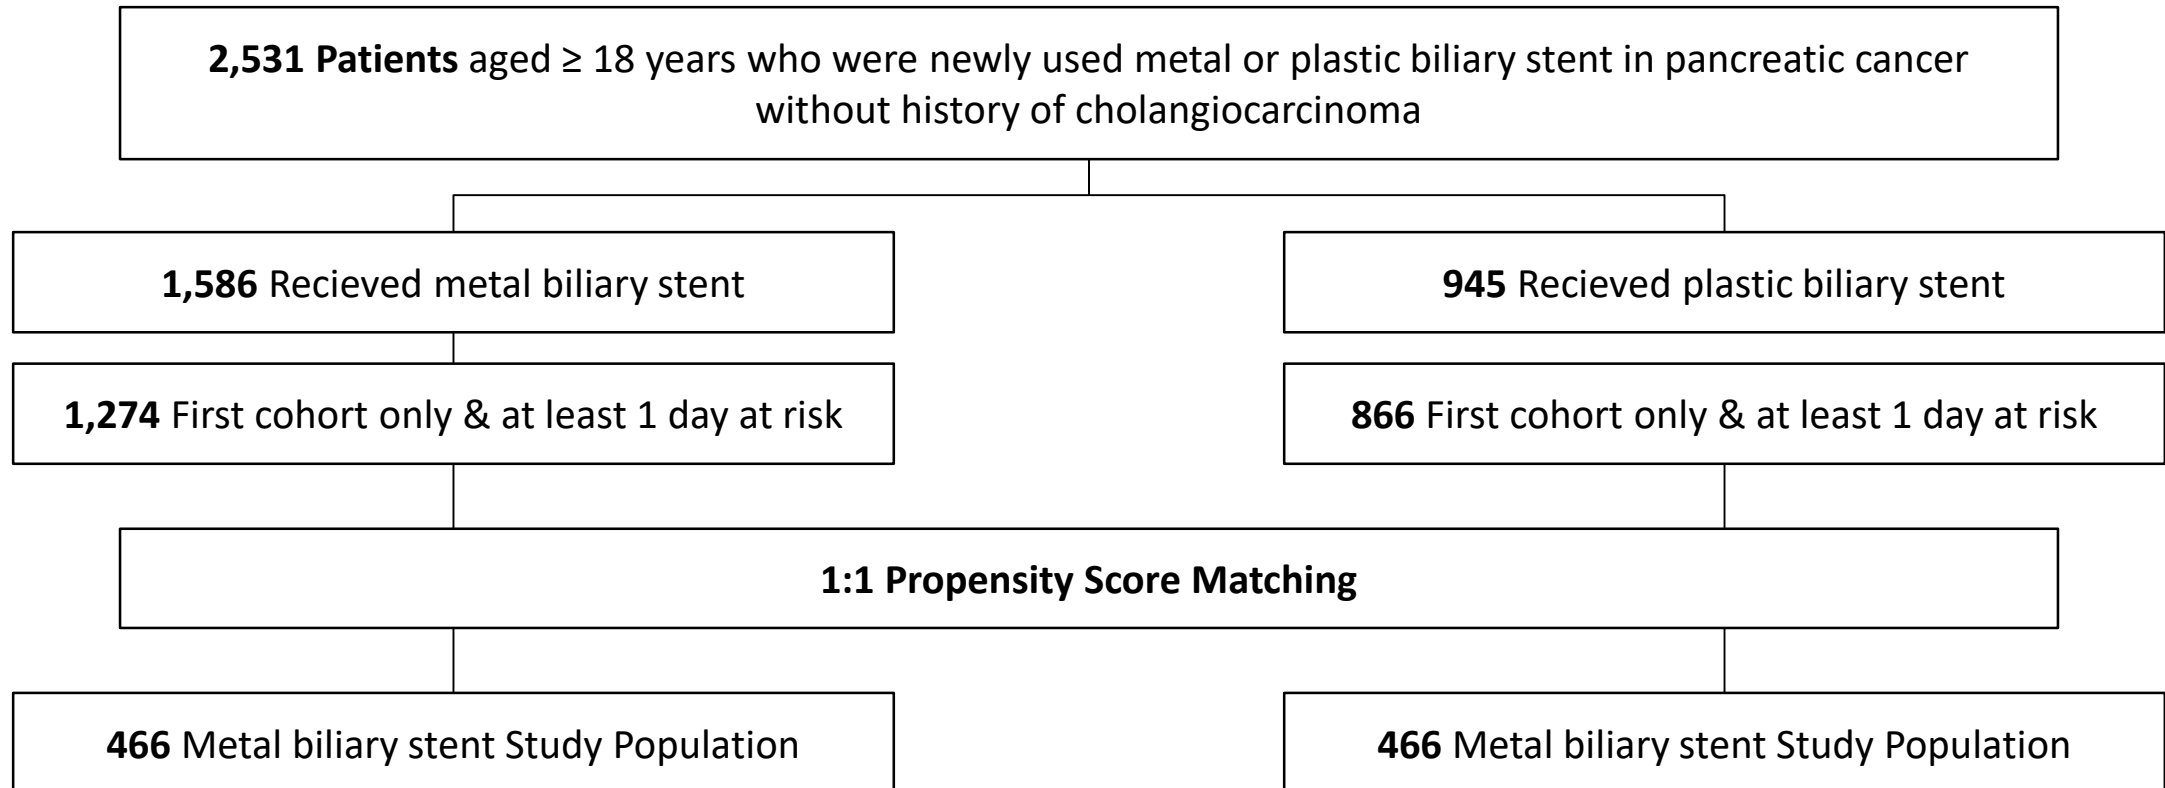 2,531 Patients aged ≥ 18 years who were newly used metal or plastic biliary stent in pancreatic cancer
without history of cholangiocarcinoma
1,586 Recieved metal biliary stent
945 Recieved plastic biliary stent
1,274 First cohort only & at least 1 day at risk
866 First cohort only & at least 1 day at risk
1:1 Propensity Score Matching
466 Metal biliary stent Study Population
466 Metal biliary stent Study Population